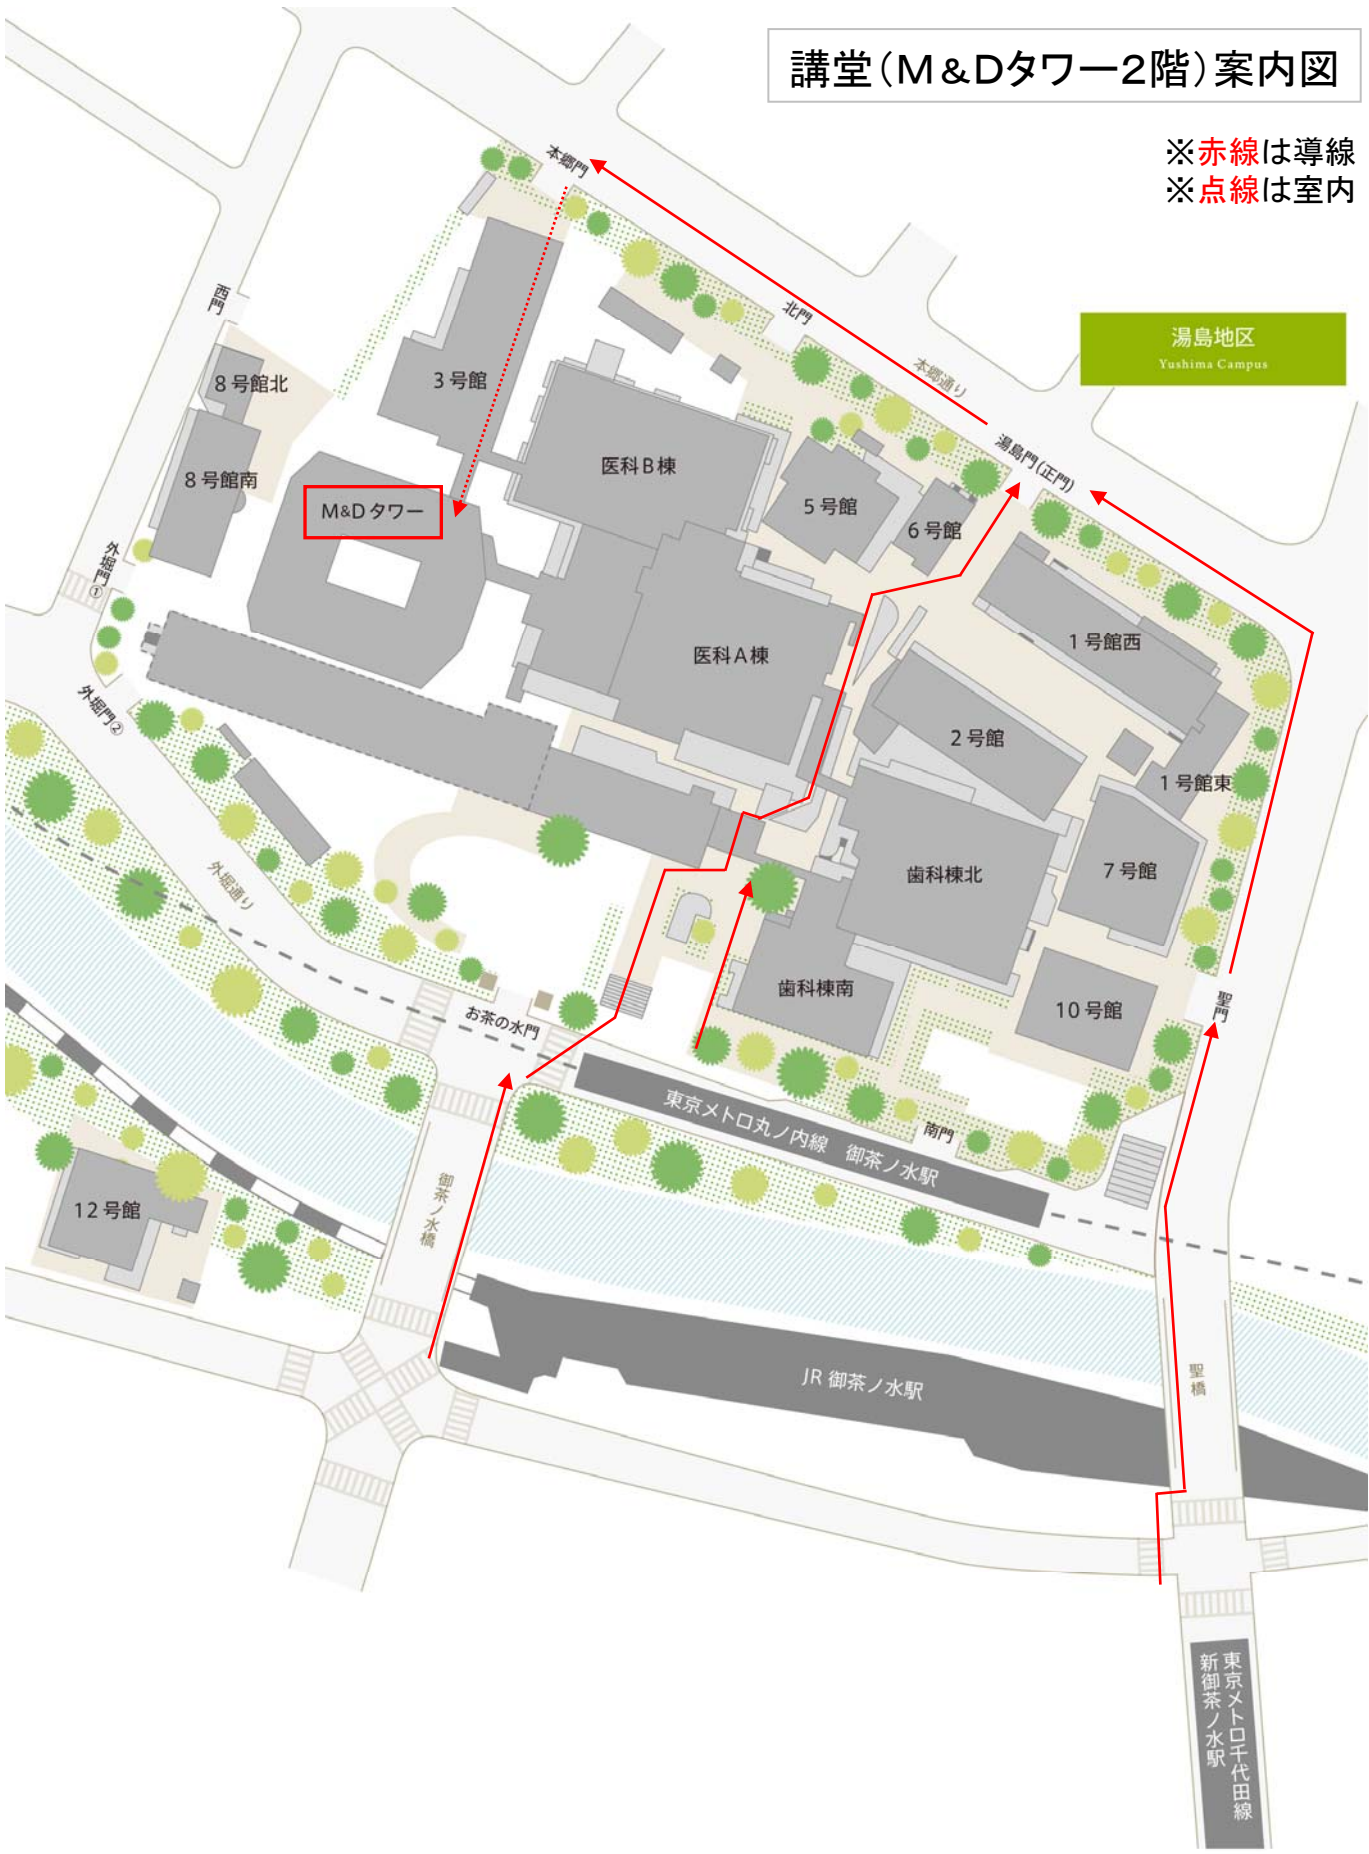 講堂（M&Dタワー2階）案内図
※赤線は導線
※点線は室内
湯島地区
Yushima Campus
本郷門
北門
本郷通り
湯島門(正門)
西門
8号館北
3号館
8号館南
M&Dタワー
医科B棟
5号館
6号館
外堀門①
医科A棟
1号館西
外堀門②
2号館
1号館東
外堀通り
歯科棟北
7号館
歯科棟南
お茶の水門
10号館
聖門
東京メトロ丸ノ内線 御茶ノ水駅
南門
御茶ノ水橋
12号館
JR 御茶ノ水駅
聖橋
東京メトロ千代田線
新御茶ノ水駅